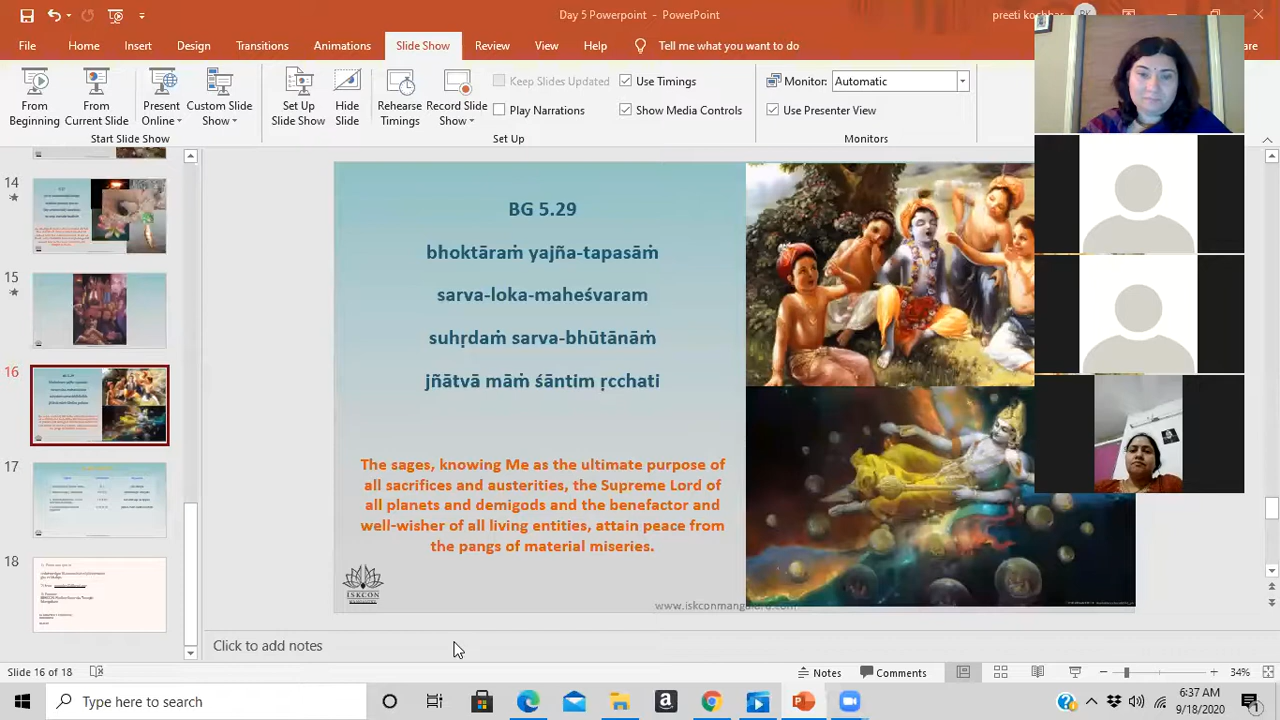 Day 5 Powerpoint - PowerPoint
preeti
File Home Insert Design Transitions Animations Slide Show Review View Help Tell me what you want to do
From Beginning
From Current Slide
Present Online
Custom Slide Show
Start Slide Show
Set Up Slide Show
Hide Slide
Rehearse Timings
Record Slide Show
Keep Slides Updated
Play Narrations
Use Timings
Show Media Controls
Set Up
Monitor: Automatic
Use Presenter View
Monitors
14
15
16
17
18
BG 5.29
bhoktāraṁ yajña-tapasāṁ
sarva-loka-maheśvaram
suhṛdaṁ sarva-bhūtānāṁ
jñātvā māṁ śāntim ṛcchati
The sages, knowing Me as the ultimate purpose of
all sacrifices and austerities, the Supreme Lord of
all planets and demigods and the benefactor and
well-wisher of all living entities, attain peace from
the pangs of material miseries.
ISKCON
Click to add notes
Slide 16 of 18
Notes Comments 34%
Type here to search
6:37 AM
9/18/2020